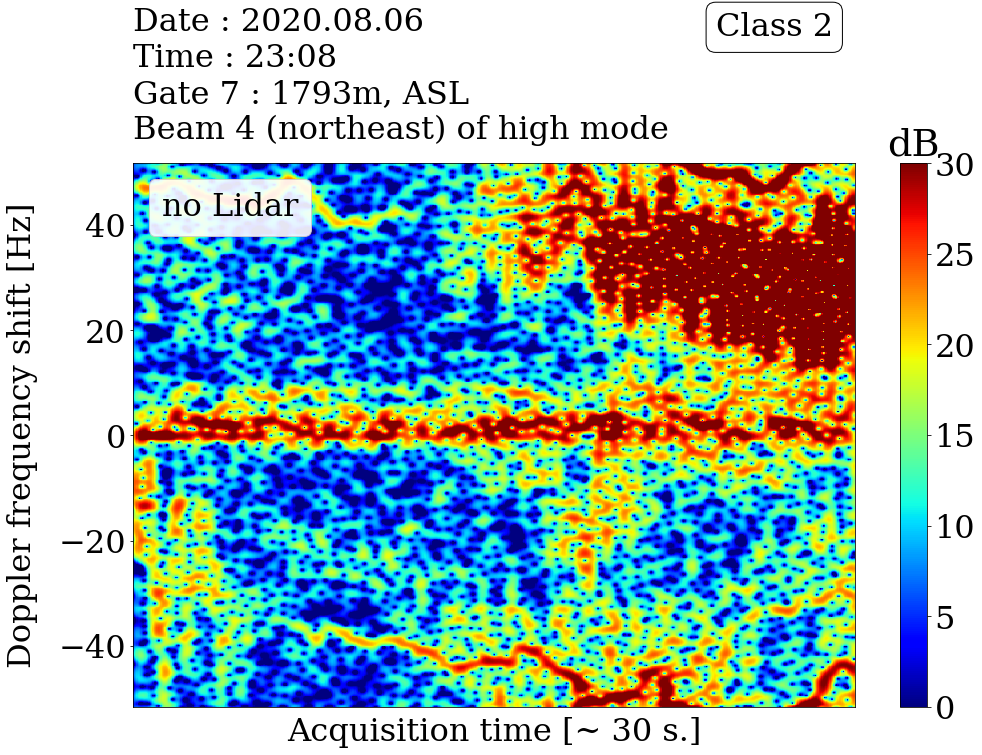 Date : 2020.08.06
Time : 23:08
Gate 7 : 1793m, ASL
Beam 4 (northeast) of high mode
Class 2
dB
no Lidar
Doppler frequency shift [Hz]
40
20
0
−20
−40
30
25
20
15
10
5
0
Acquisition time [~ 30 s.]